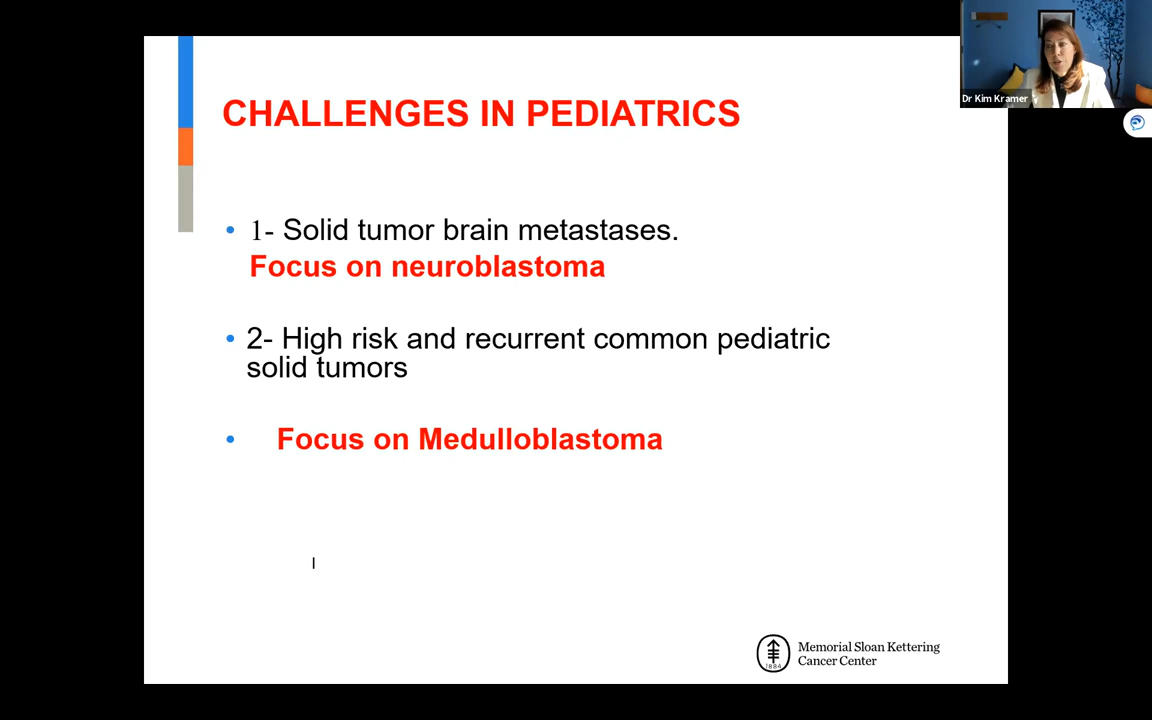 Dr Kim Kramer
CHALLENGES IN PEDIATRICS
• 1- Solid tumor brain metastases.
Focus on neuroblastoma
• 2- High risk and recurrent common pediatric
solid tumors
• Focus on Medulloblastoma
I
1884
Memorial Sloan Kettering
Cancer Center